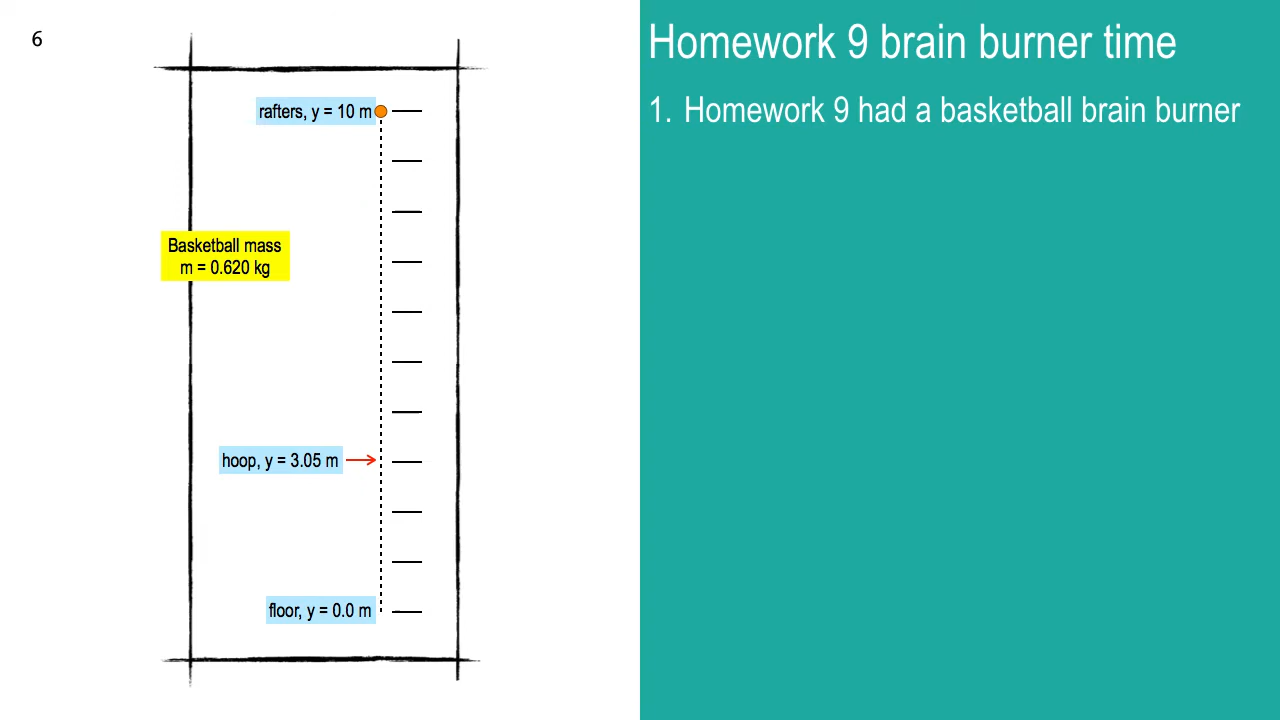 6
rafters, y = 10 m
Basketball mass
m = 0.620 kg
hoop, y = 3.05 m
floor, y = 0.0 m
Homework 9 brain burner time
1. Homework 9 had a basketball brain burner